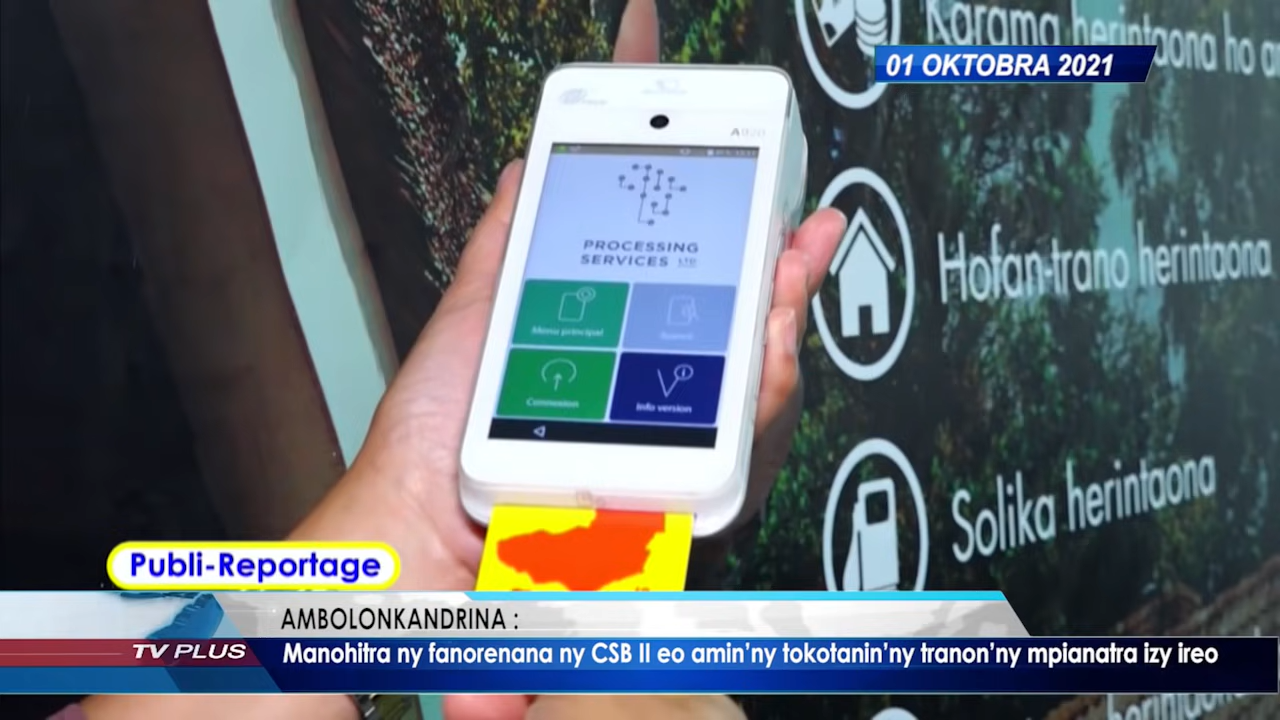 Karama herintaona ho a
01 OKTOBRA 2021
A920
PROCESSING
SERVICES LTD
Menu principal
Connexion
Info version
Hofan-trano herintaona
Solika herintaona
Publi-Reportage
AMBOLONKANDRINA :
TV PLUS
Manohitra ny fanorenana ny CSB II eo amin'ny tokotanin'ny tranon'ny mpianatra izy ireo